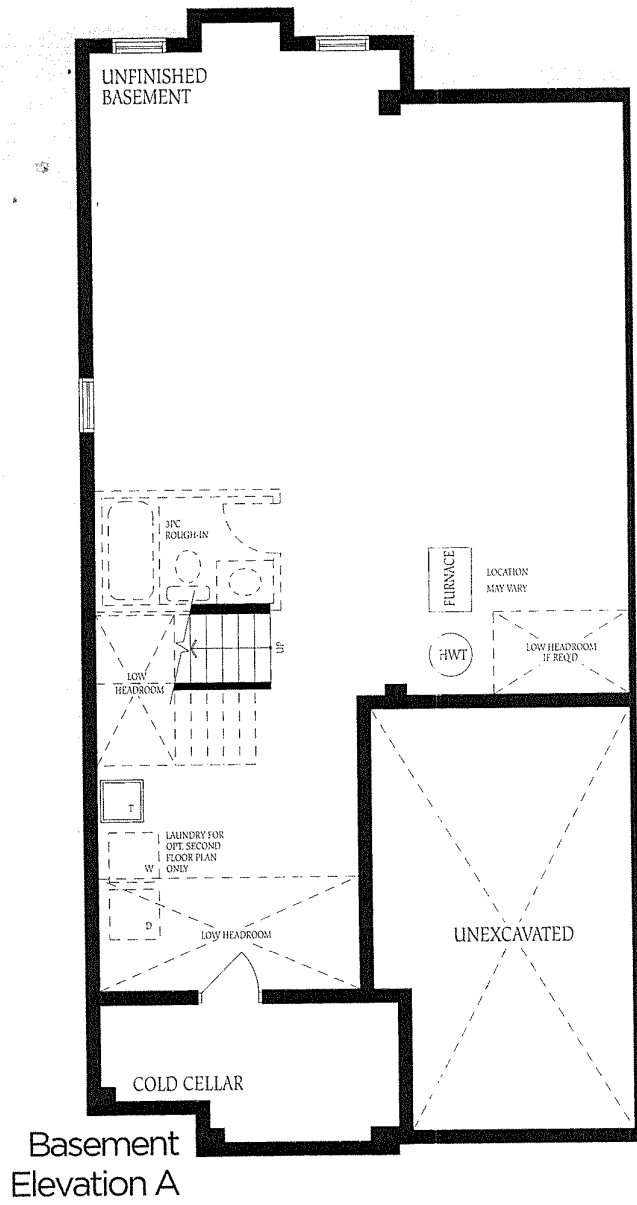 UNFINISHED
BASEMENT
3PC
ROUGH-IN
FURNACE
LOCATION
MAY VARY
UP
HWT
LOW HEADROOM
IF REQ'D.
LOW
HEADROOM
T
LAUNDRY FOR
OPT. SECOND
FLOOR PLAN
ONLY
W
D
LOW HEADROOM
UNEXCAVATED
COLD CELLAR
Basement
Elevation A